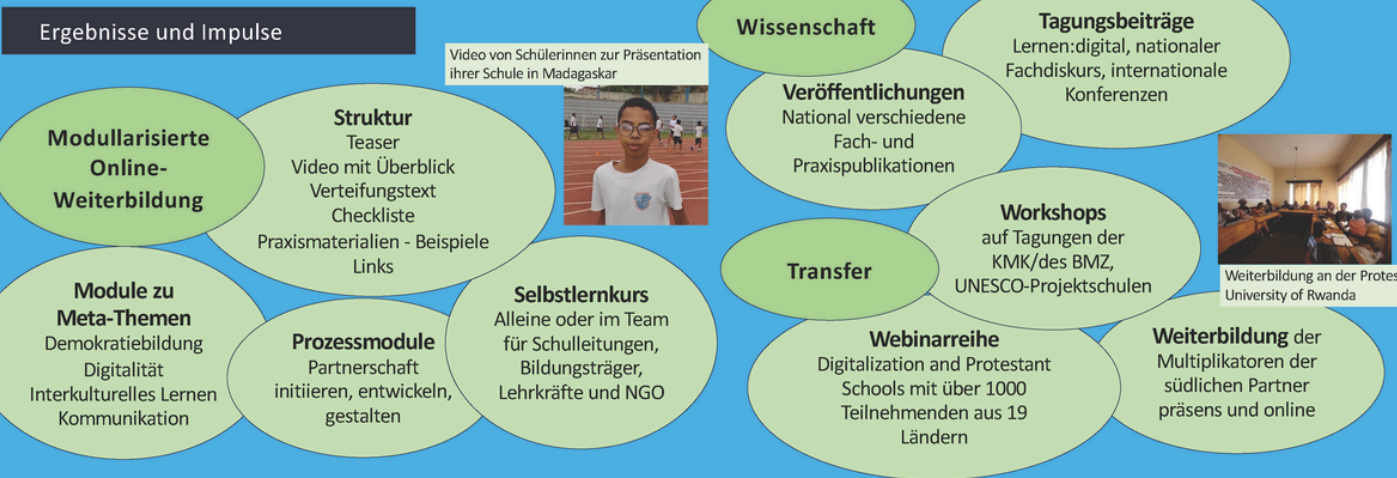 Ergebnisse und Impulse
Modullarisierte
Online-
Weiterbildung
Struktur
Teaser
Video mit Überblick
Verteifungstext
Checkliste
Praxismaterialien - Beispiele
Links
Module zu
Meta-Themen
Demokratiebildung
Digitalität
Interkulturelles Lernen
Kommunikation
Prozessmodule
Partnerschaft
initiieren, entwickeln,
gestalten
Selbstlernkurs
Alleine oder im Team
für Schulleitungen,
Bildungsträger,
Lehrkräfte und NGO
Video von Schülerinnen zur Präsentation
ihrer Schule in Madagaskar
Wissenschaft
Veröffentlichungen
National verschiedene
Fach- und
Praxispublikationen
Tagungsbeiträge
Lernen:digital, nationaler
Fachdiskurs, internationale
Konferenzen
Transfer
Workshops
auf Tagungen der
KMK/des BMZ,
UNESCO-Projektschulen
Webinarreihe
Digitalization and Protestant
Schools mit über 1000
Teilnehmenden aus 19
Ländern
Weiterbildung der
Multiplikatoren der
südlichen Partner
präsens und online
Weiterbildung an der Protes
University of Rwanda